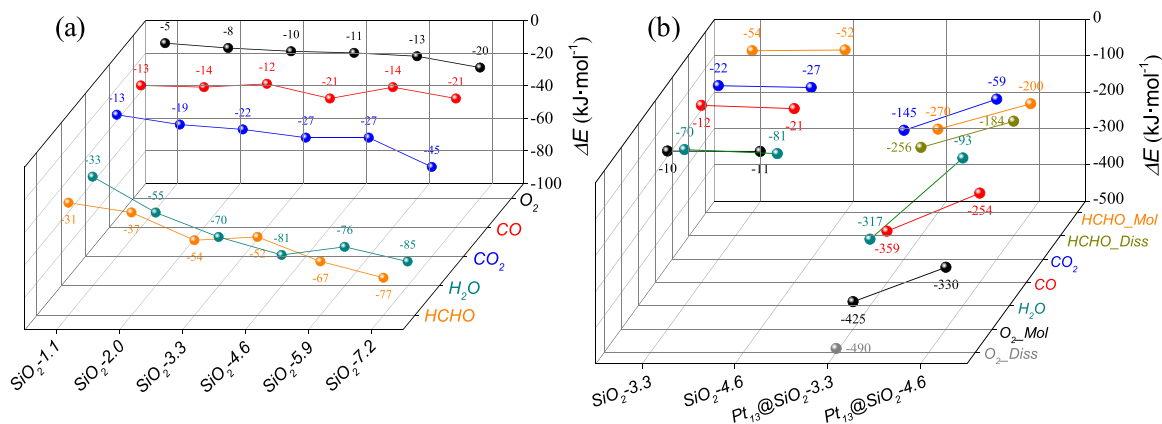 (a)
0
-20
-40
-60
-80
-100
ΔE (kJ·mol⁻¹)
-5 -8 -10 -11 -13 -20
-13 -14 -12 -21 -14 -21
-13 -19 -22 -27 -27 -45
-33 -55 -70 -81 -76 -85
-31 -37 -54 -52 -67 -77
O₂
CO
CO₂
H₂O
HCHO
SiO₂-1.1
SiO₂-2.0
SiO₂-3.3
SiO₂-4.6
SiO₂-5.9
SiO₂-7.2
(b)
0
-100
-200
-300
-400
-500
ΔE (kJ·mol⁻¹)
-54 -52 -270 -200
-256 -184
-22 -27 -145 -59
-12 -21 -359 -254
-70 -81 -317 -93
-10 -11 -425 -330
-490
HCHO_Mol
HCHO_Diss
CO₂
CO
H₂O
O₂_Mol
O₂_Diss
SiO₂-3.3
SiO₂-4.6
Pt₁₃@SiO₂-3.3
Pt₁₃@SiO₂-4.6